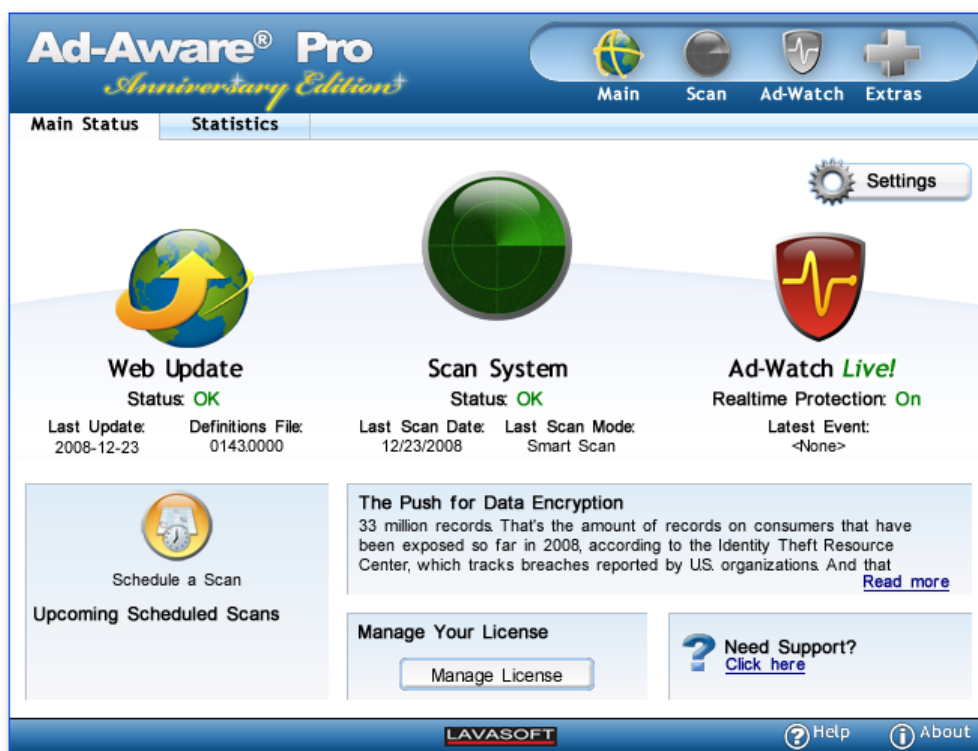 Ad-Aware® Pro
Anniversary Edition
Main Scan Ad-Watch Extras
Main Status Statistics
Settings
Web Update
Status: OK
Last Update: Definitions File:
2008-12-23 0143.0000
Scan System
Status: OK
Last Scan Date: Last Scan Mode:
12/23/2008 Smart Scan
Ad-Watch Live!
Realtime Protection: On
Latest Event:
<None>
Schedule a Scan
Upcoming Scheduled Scans
The Push for Data Encryption
33 million records. That's the amount of records on consumers that have
been exposed so far in 2008, according to the Identity Theft Resource
Center, which tracks breaches reported by U.S. organizations. And that
Read more
Manage Your License
Manage License
Need Support?
Click here
LAVASOFT
Help About